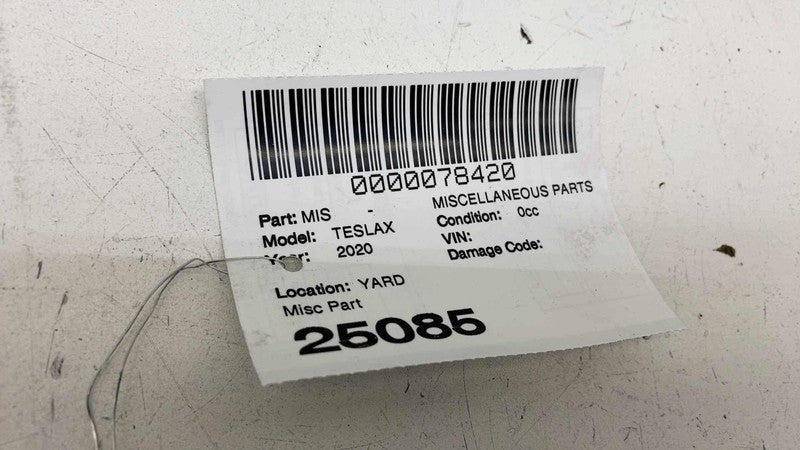 0000078420
Part: MIS - MISCELLANEOUS PARTS
Model: TESLAX Condition: 0cc
Year: 2020 VIN:
Damage Code:
Location: YARD
Misc Part
25085